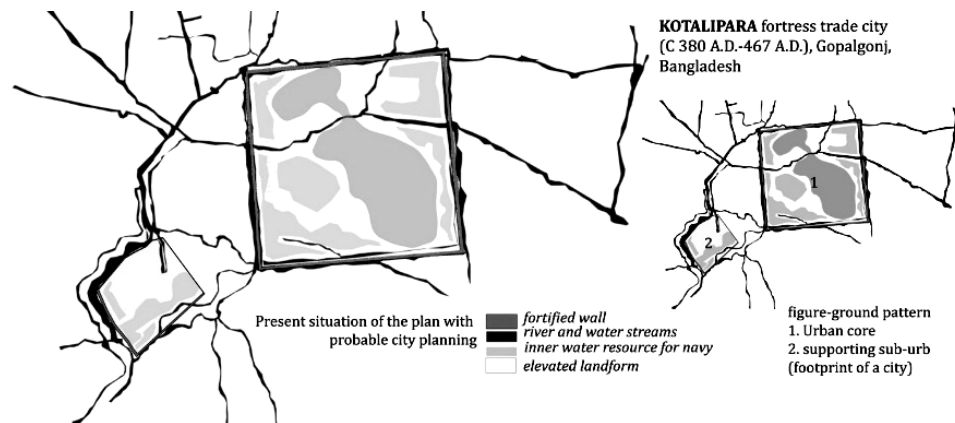 KOTALIPARA fortress trade city
(C 380 A.D.-467 A.D.), Gopalgonj,
Bangladesh
1
2
Present situation of the plan with
probable city planning
fortified wall
river and water streams
inner water resource for navy
elevated landform
figure-ground pattern
1. Urban core
2. supporting sub-urb
(footprint of a city)